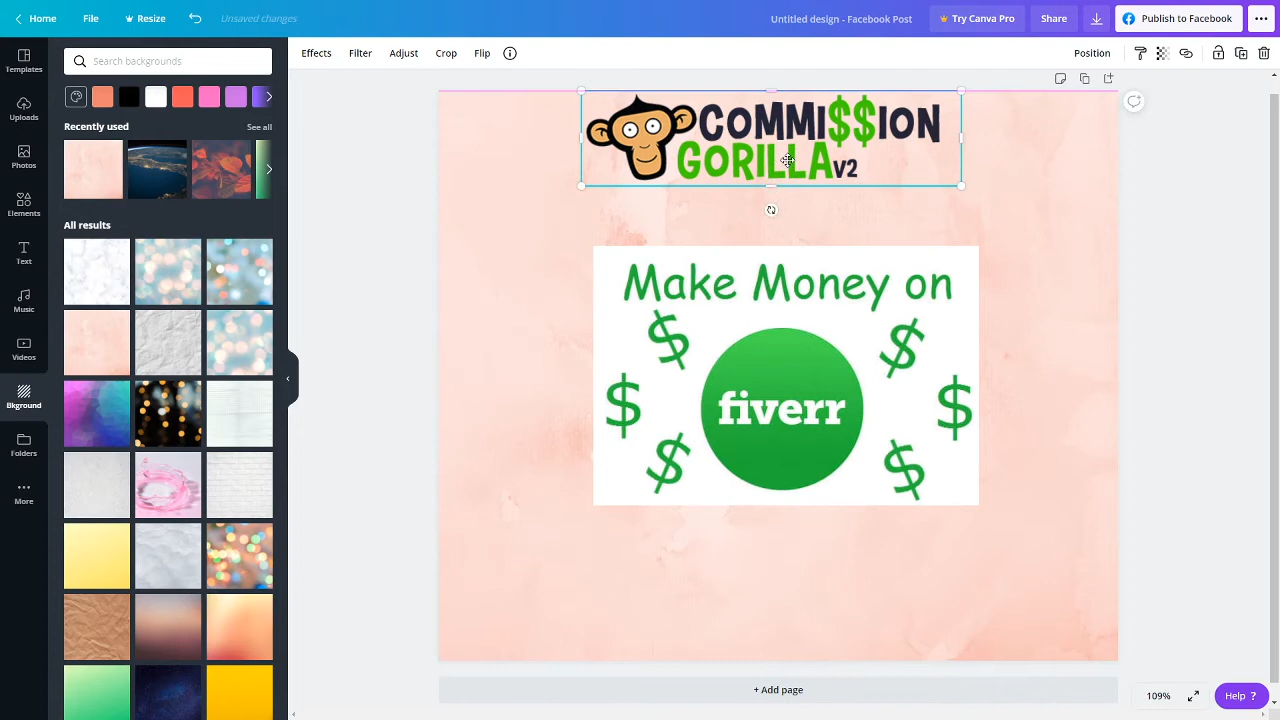 Home
File
Resize
Unsaved changes
Untitled design - Facebook Post
Try Canva Pro
Share
Publish to Facebook
Templates
Uploads
Photos
Elements
Text
Music
Videos
Bkground
Folders
More
Search backgrounds
Recently used
See all
All results
Effects
Filter
Adjust
Crop
Flip
Position
COMMI$$ION
GORILLA V2
Make Money on
$ $
$ fiverr $
$ $
+ Add page
109%
Help ?